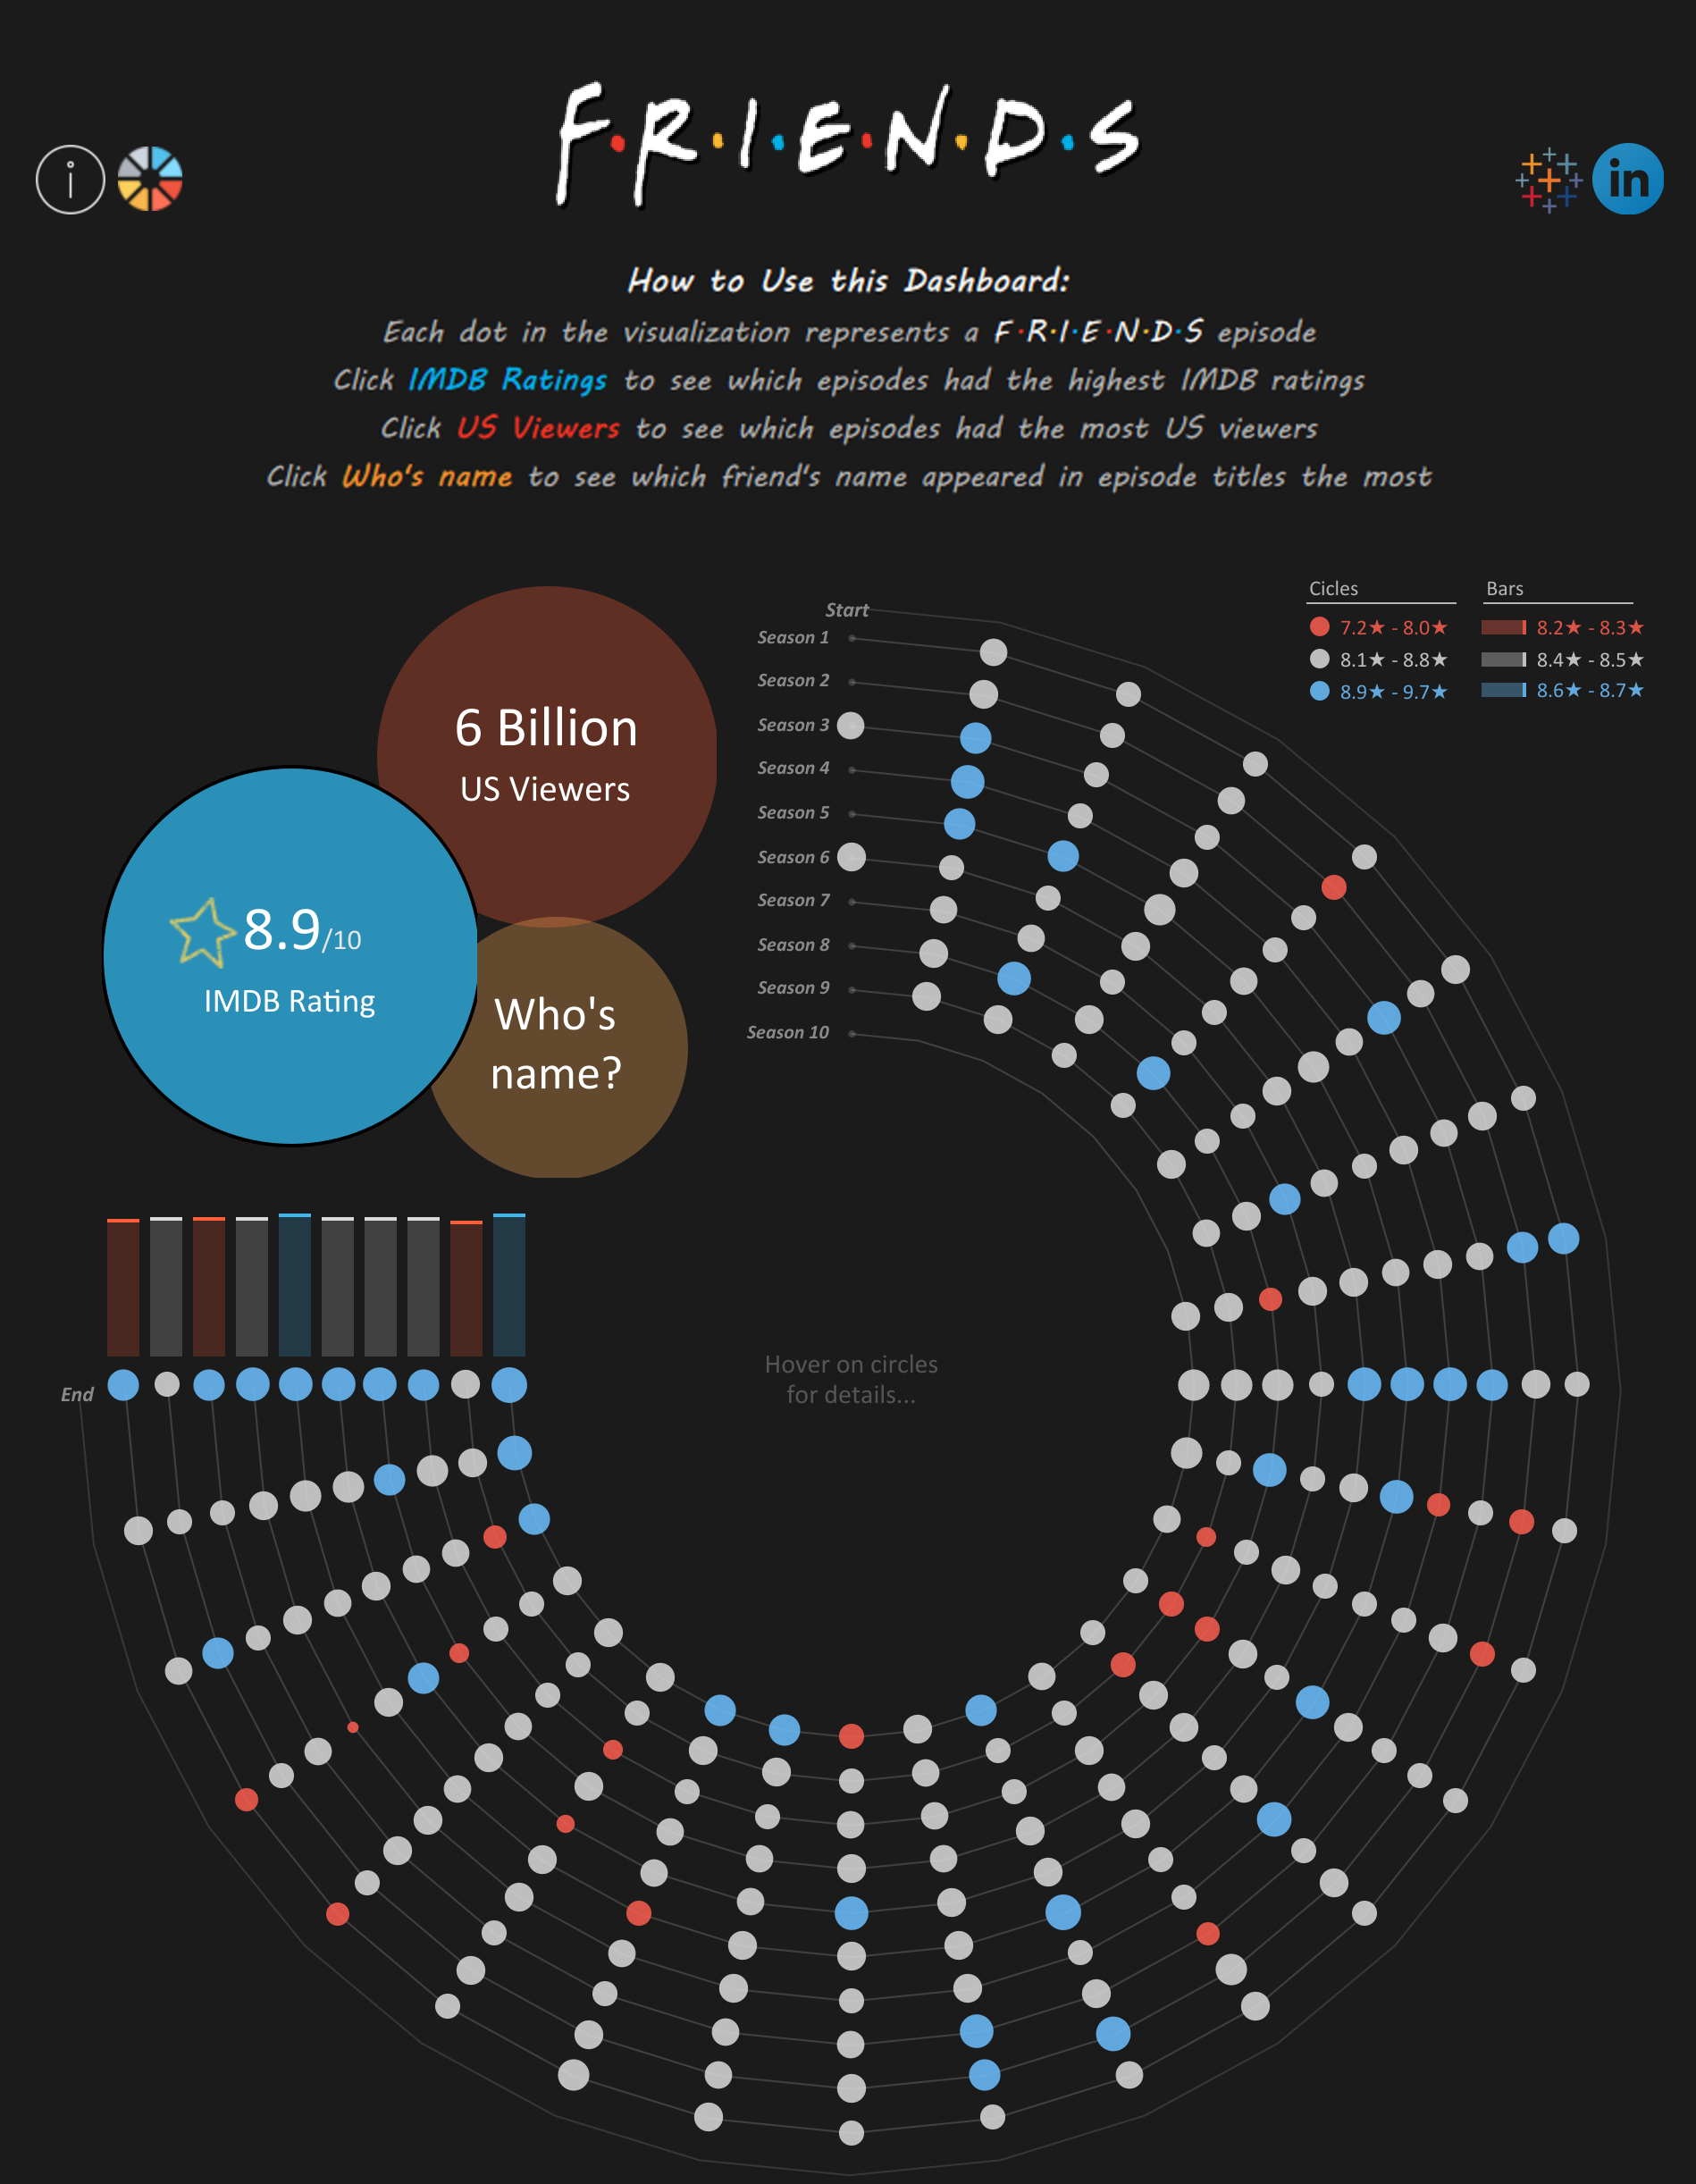 F·R·I·E·N·D·S
i
in
How to Use this Dashboard:
Each dot in the visualization represents a F·R·I·E·N·D·S episode
Click IMDB Ratings to see which episodes had the highest IMDB ratings
Click US Viewers to see which episodes had the most US viewers
Click Who's name to see which friend's name appeared in episode titles the most
Cicles
Bars
7.2★ - 8.0★
8.2★ - 8.3★
8.1★ - 8.8★
8.4★ - 8.5★
8.9★ - 9.7★
8.6★ - 8.7★
6 Billion
US Viewers
8.9/10
IMDB Rating
Who's
name?
Start
Season 1
Season 2
Season 3
Season 4
Season 5
Season 6
Season 7
Season 8
Season 9
Season 10
Hover on circles
for details...
End